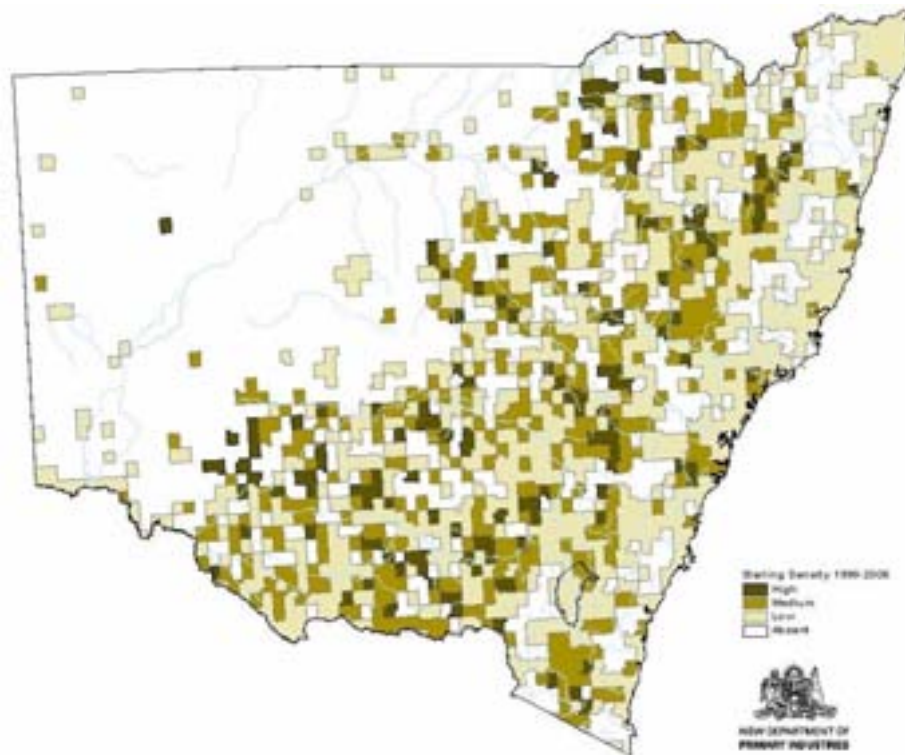 Starling Density 1999-2006
High
Medium
Low
Absent
NSW DEPARTMENT OF
PRIMARY INDUSTRIES